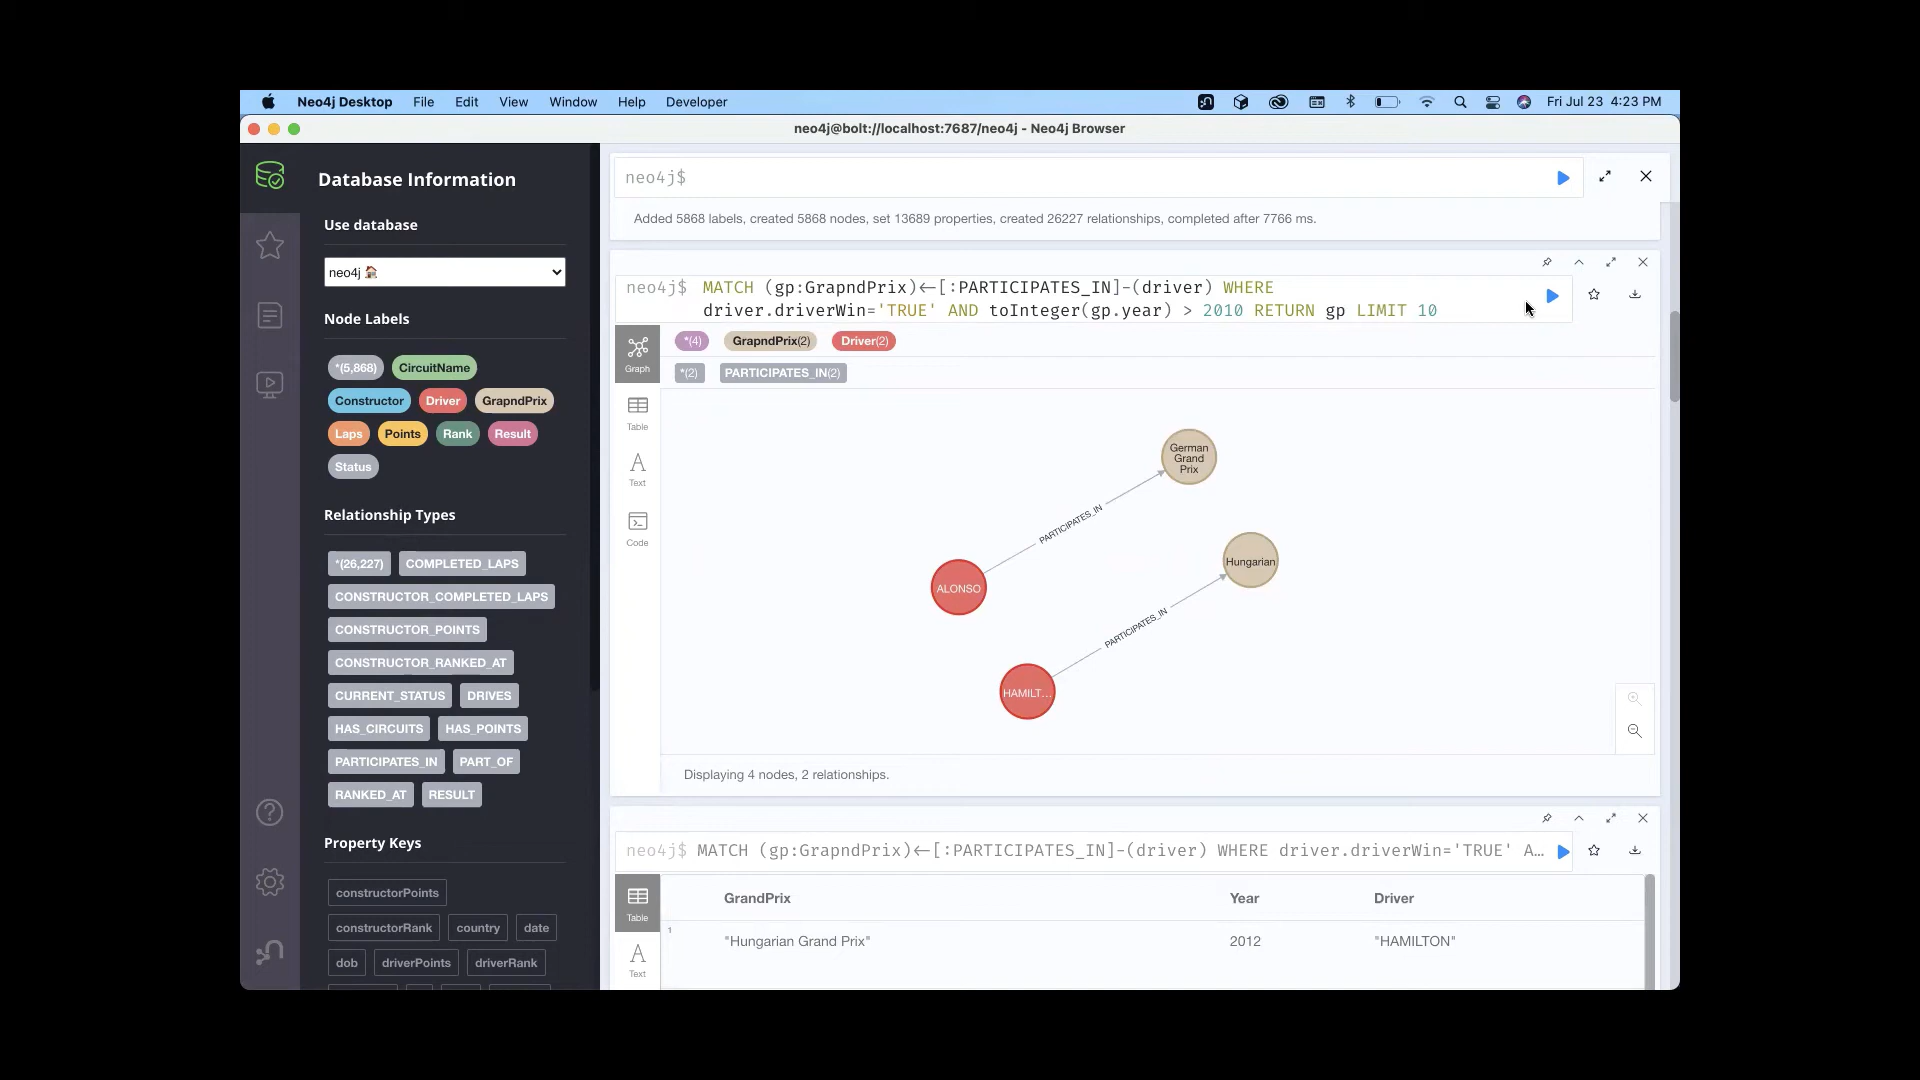 Neo4j Desktop File Edit View Window Help Developer Fri Jul 23 4:23 PM
neo4j@bolt://localhost:7687/neo4j - Neo4j Browser
Database Information
Use database
neo4j
Node Labels
*(5,868) CircuitName
Constructor Driver GrapndPrix
Laps Points Rank Result
Status
Relationship Types
*(26,227) COMPLETED_LAPS
CONSTRUCTOR_COMPLETED_LAPS
CONSTRUCTOR_POINTS
CONSTRUCTOR_RANKED_AT
CURRENT_STATUS DRIVES
HAS_CIRCUITS HAS_POINTS
PARTICIPATES_IN PART_OF
RANKED_AT RESULT
Property Keys
constructorPoints
constructorRank country date
dob driverPoints driverRank
neo4j$
Added 5868 labels, created 5868 nodes, set 13689 properties, created 26227 relationships, completed after 7766 ms.
neo4j$ MATCH (gp:GrapndPrix)<-[:PARTICIPATES_IN]-(driver) WHERE
driver.driverWin='TRUE' AND toInteger(gp.year) > 2010 RETURN gp LIMIT 10
*(4) GrapndPrix(2) Driver(2)
*(2) PARTICIPATES_IN(2)
Graph
Table
Text
Code
German
Grand
Prix
PARTICIPATES_IN
ALONSO
Hungarian
PARTICIPATES_IN
HAMILT...
Displaying 4 nodes, 2 relationships.
neo4j$ MATCH (gp:GrapndPrix)<-[:PARTICIPATES_IN]-(driver) WHERE driver.driverWin='TRUE' A…
Table
Text
GrandPrix Year Driver
1 "Hungarian Grand Prix" 2012 "HAMILTON"